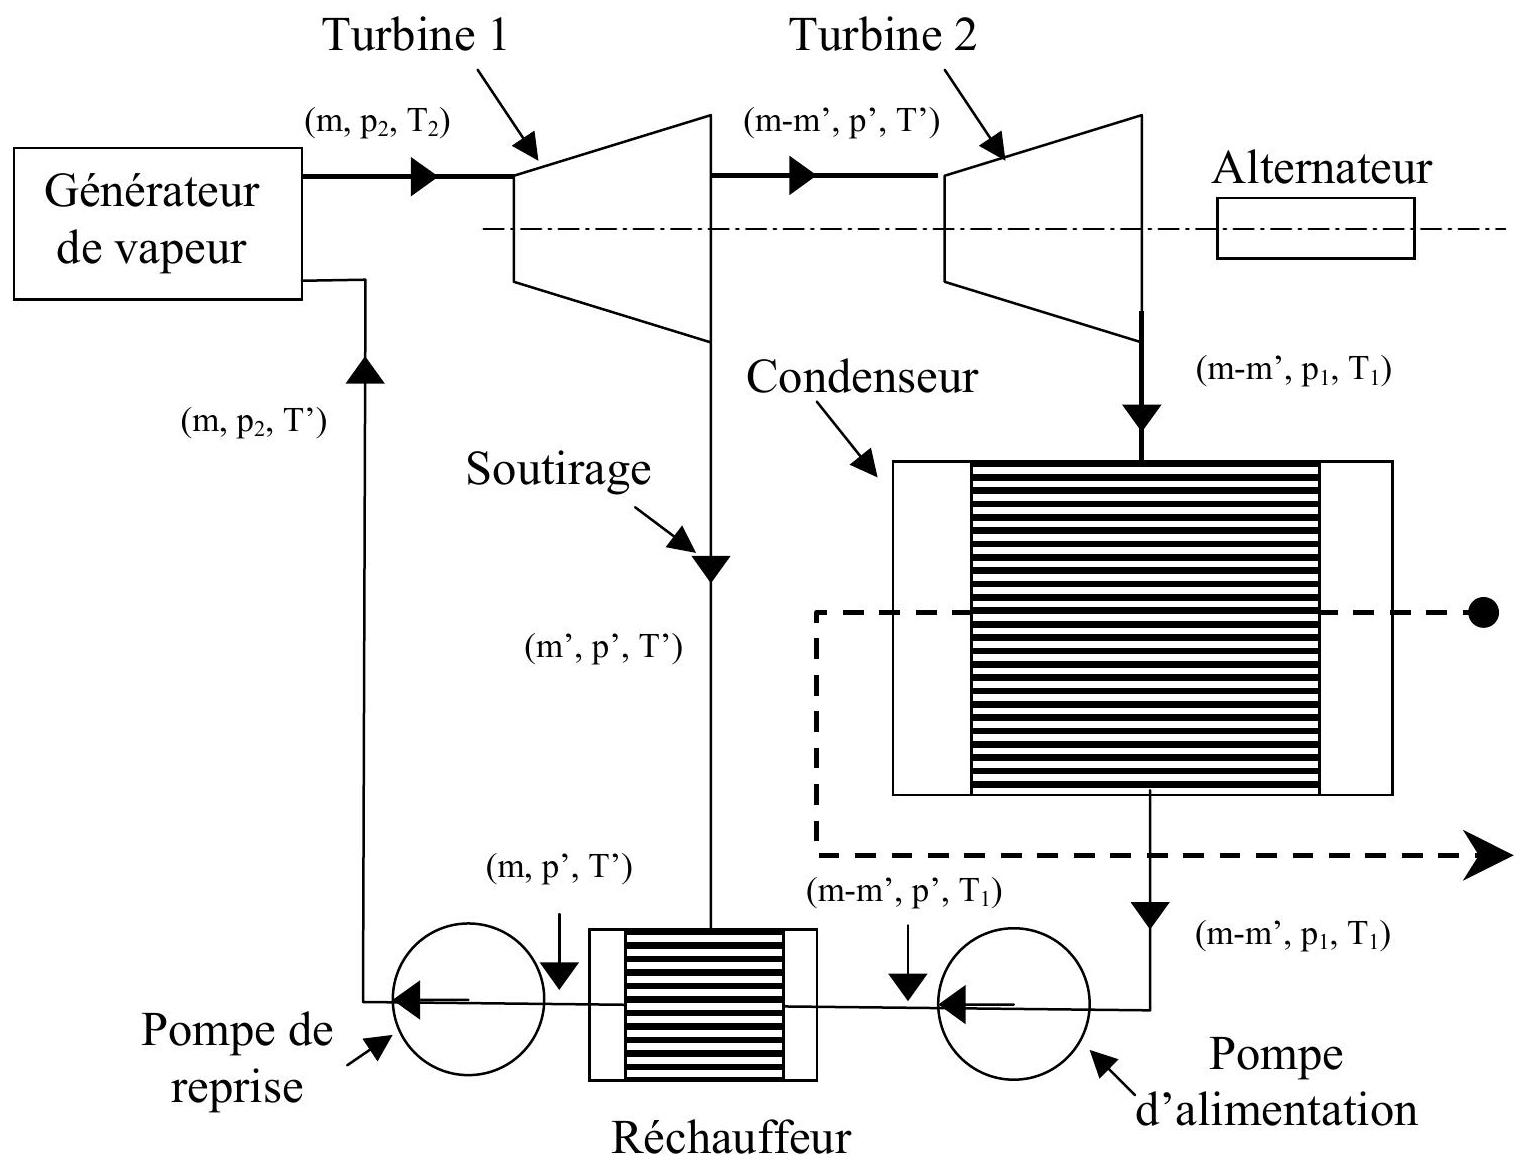 Turbine 1
Turbine 2
(m, p₂, T₂)
(m-m’, p’, T’)
Générateur
de vapeur
Alternateur
Condenseur
(m-m’, p₁, T₁)
(m, p₂, T’)
Soutirage
(m’, p’, T’)
(m, p’, T’)
(m-m’, p’, T₁)
(m-m’, p₁, T₁)
Pompe de
reprise
Pompe
d’alimentation
Réchauffeur